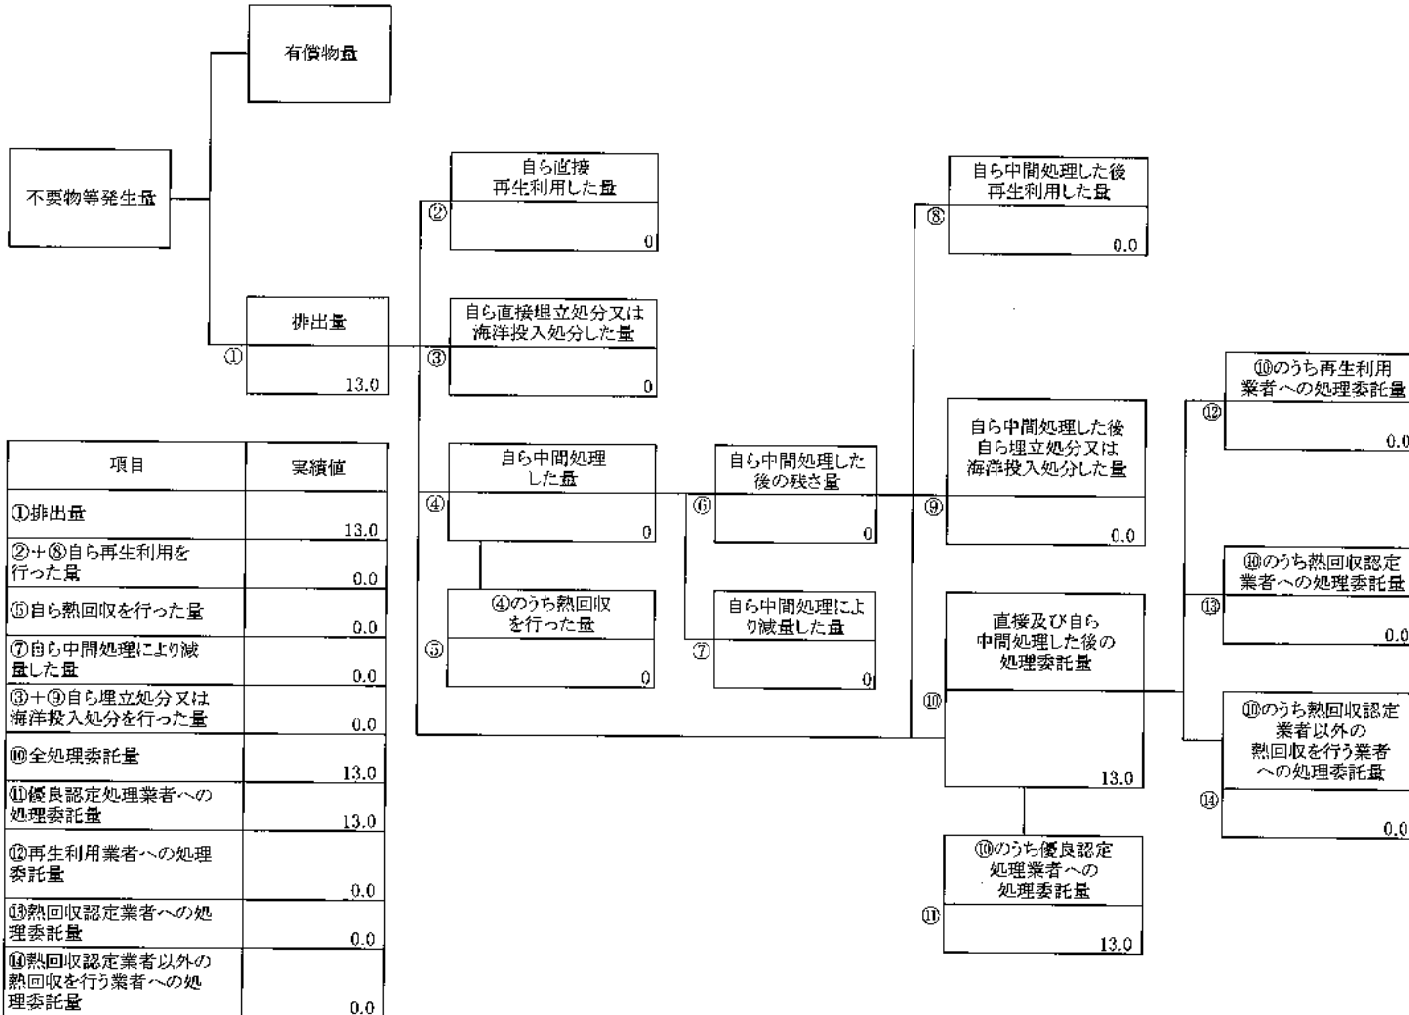 有償物量
不要物等発生量
排出量
①
13.0
自ら直接
再生利用した量
②
0
自ら直接埋立処分又は
海洋投入処分した量
③
0
自ら中間処理
した量
④
0
④のうち熱回収
を行った量
⑤
0
自ら中間処理した
後の残さ量
⑥
0
自ら中間処理によ
り減量した量
⑦
0
自ら中間処理した後
再生利用した量
⑧
0.0
自ら中間処理した後
自ら埋立処分又は
海洋投入処分した量
⑨
0.0
直接及び自ら
中間処理した後の
処理委託量
⑩
13.0
⑩のうち優良認定
処理業者への
処理委託量
⑪
13.0
⑩のうち再生利用
業者への処理委託量
⑫
0.0
⑩のうち熱回収認定
業者への処理委託量
⑬
0.0
⑩のうち熱回収認定
業者以外の
熱回収を行う業者
への処理委託量
⑭
0.0
項目 実績値
①排出量
13.0
②+⑧自ら再生利用を
行った量
0.0
⑤自ら熱回収を行った量
0.0
⑦自ら中間処理により減
量した量
0.0
③+⑨自ら埋立処分又は
海洋投入処分を行った量
0.0
⑩全処理委託量
13.0
⑪優良認定処理業者への
処理委託量
13.0
⑫再生利用業者への処理
委託量
0.0
⑬熱回収認定業者への処
理委託量
0.0
⑭熱回収認定業者以外の
熱回収を行う業者への処
理委託量
0.0